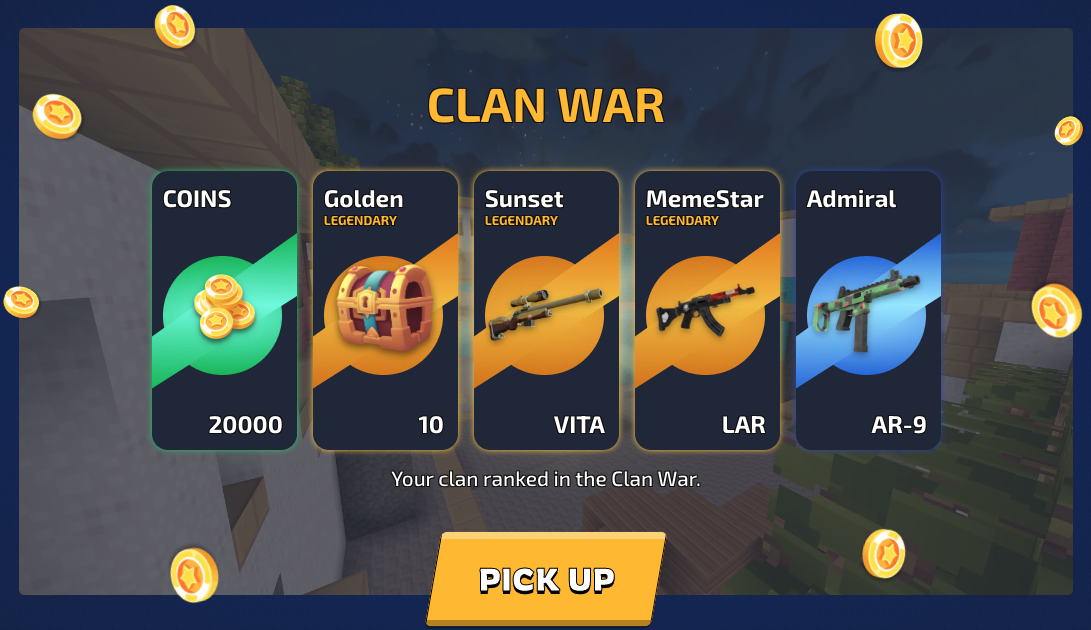 CLAN WAR
COINS
20000
Golden
LEGENDARY
10
Sunset
LEGENDARY
VITA
MemeStar
LEGENDARY
LAR
Admiral
AR-9
Your clan ranked in the Clan War.
PICK UP